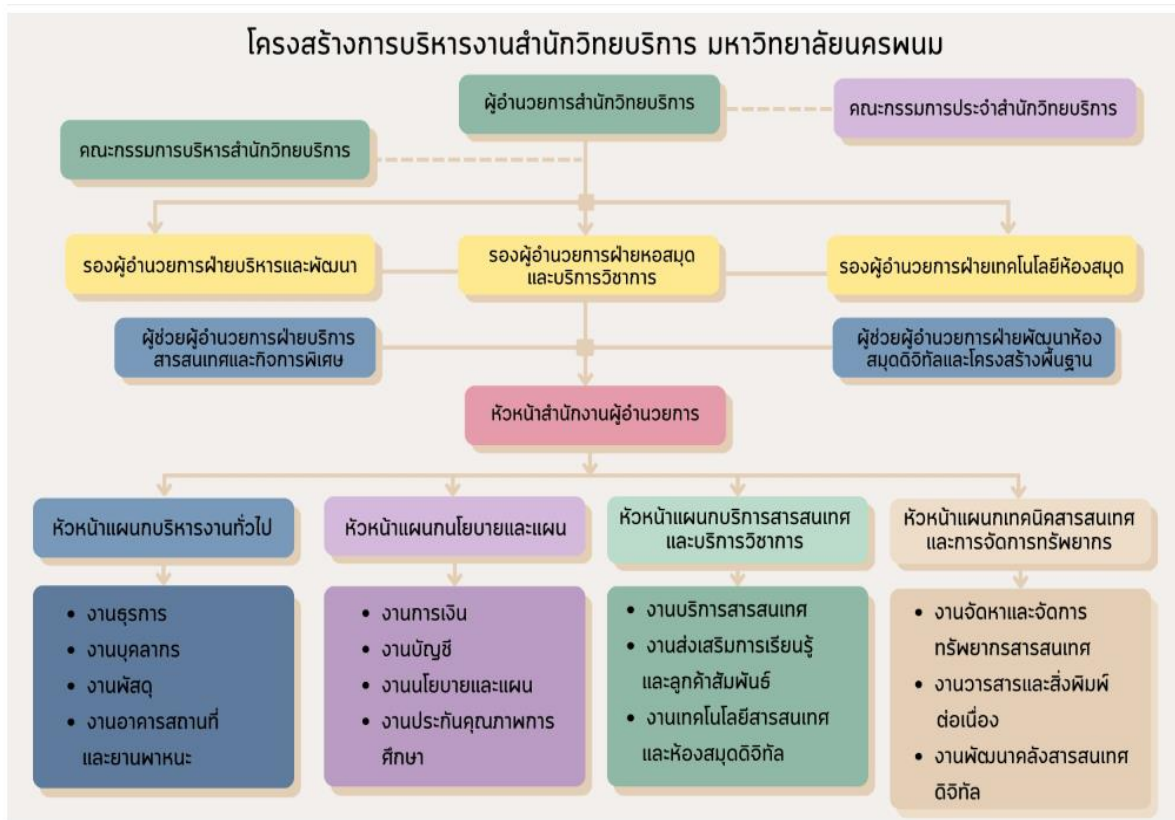 โครงสร้างการบริหารงานสำนักวิทยบริการ มหาวิทยาลัยนครพนม
ผู้อำนวยการสำนักวิทยบริการ
คณะกรรมการประจำสำนักวิทยบริการ
คณะกรรมการบริหารสำนักวิทยบริการ
รองผู้อำนวยการฝ่ายบริหารและพัฒนา
รองผู้อำนวยการฝ่ายหอสมุด
และบริการวิชาการ
รองผู้อำนวยการฝ่ายเทคโนโลยีห้องสมุด
ผู้ช่วยผู้อำนวยการฝ่ายบริการ
สารสนเทศและกิจการพิเศษ
ผู้ช่วยผู้อำนวยการฝ่ายพัฒนาห้อง
สมุดดิจิทัลและโครงสร้างพื้นฐาน
หัวหน้าสำนักงานผู้อำนวยการ
หัวหน้าแผนกบริหารงานทั่วไป
หัวหน้าแผนกนโยบายและแผน
หัวหน้าแผนกบริการสารสนเทศ
และบริการวิชาการ
หัวหน้าแผนกเทคนิคสารสนเทศ
และการจัดการทรัพยากร
• งานธุรการ
• งานบุคลากร
• งานพัสดุ
• งานอาคารสถานที่
และยานพาหนะ
• งานการเงิน
• งานบัญชี
• งานนโยบายและแผน
• งานประกันคุณภาพการ
ศึกษา
• งานบริการสารสนเทศ
• งานส่งเสริมการเรียนรู้
และลูกค้าสัมพันธ์
• งานเทคโนโลยีสารสนเทศ
และห้องสมุดดิจิทัล
• งานจัดหาและจัดการ
ทรัพยากรสารสนเทศ
• งานวารสารและสิ่งพิมพ์
ต่อเนื่อง
• งานพัฒนาคลังสารสนเทศ
ดิจิทัล